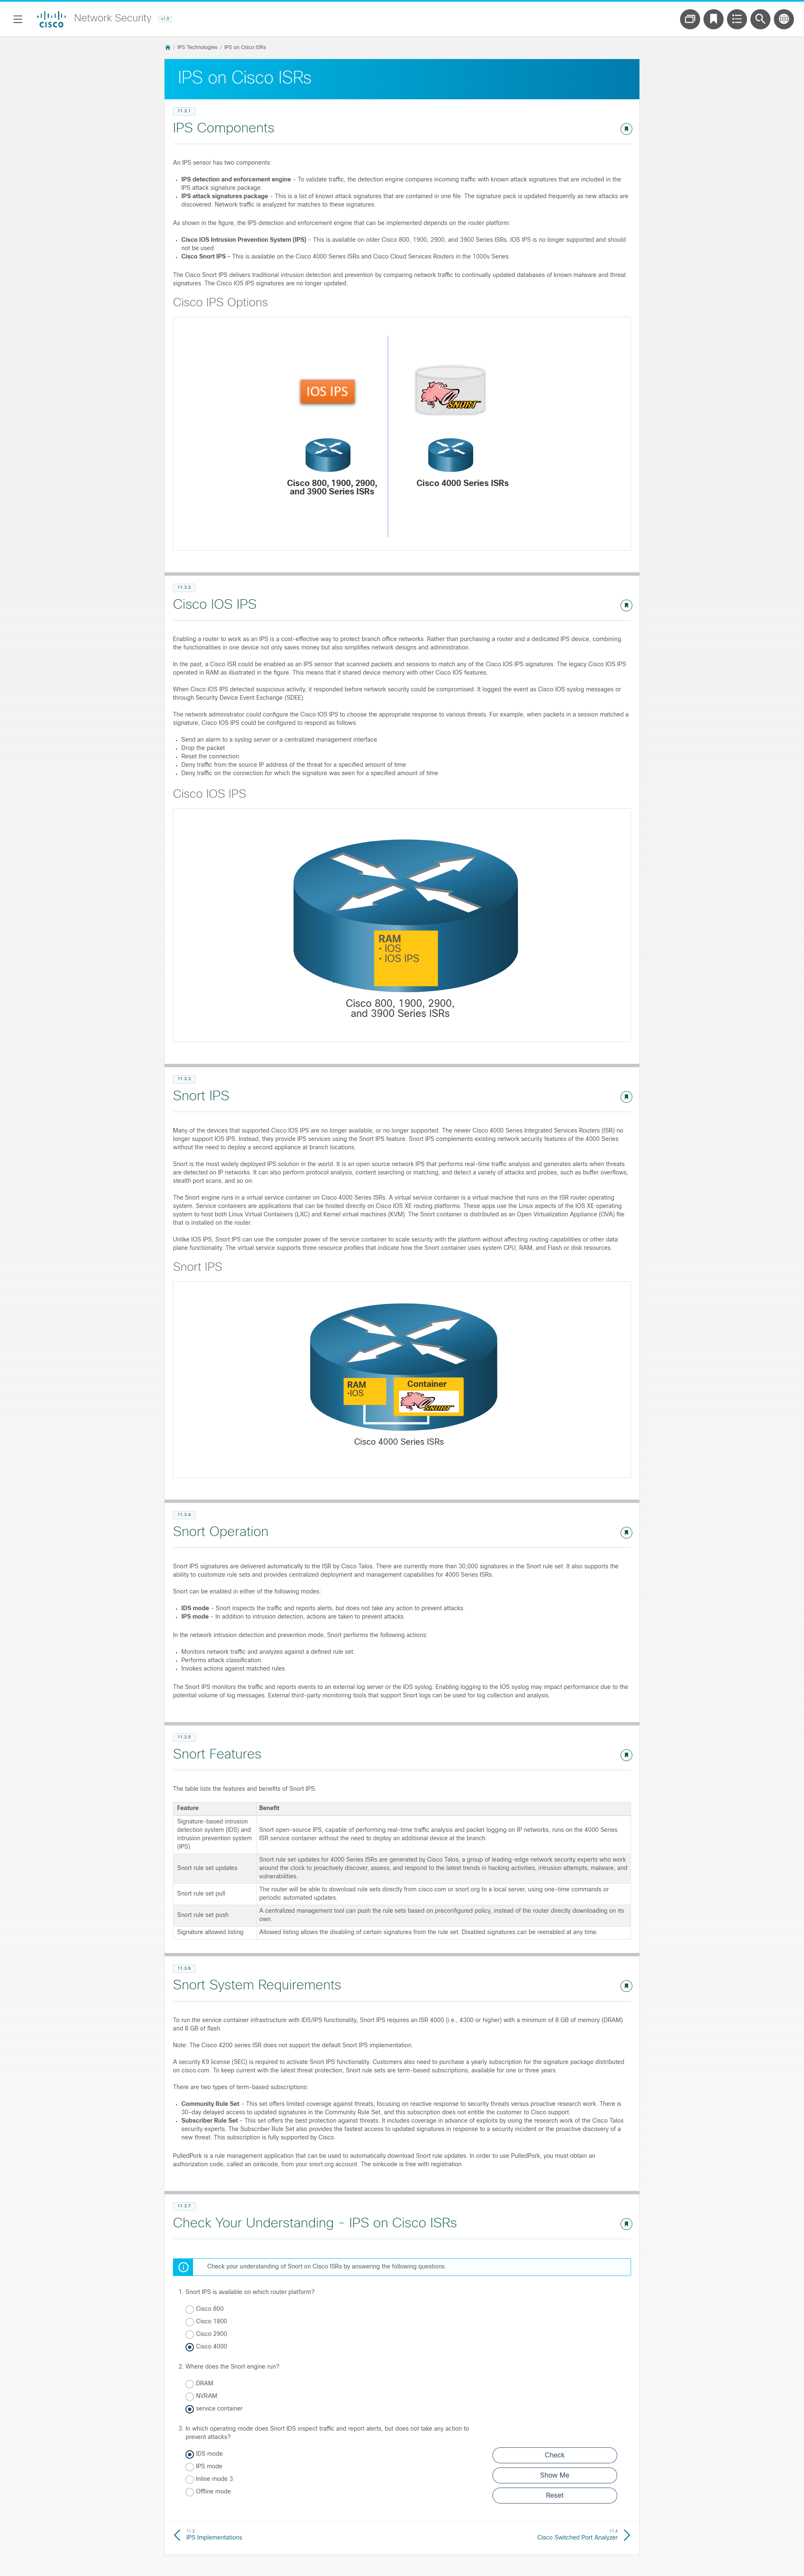 CISCO
Network Security
v1.0
/ IPS Technologies / IPS on Cisco ISRs
IPS on Cisco ISRs
11.3.1
IPS Components
An IPS sensor has two components:
IPS detection and enforcement engine - To validate traffic, the detection engine compares incoming traffic with known attack signatures that are included in the
IPS attack signature package.
IPS attack signatures package - This is a list of known attack signatures that are contained in one file. The signature pack is updated frequently as new attacks are
discovered. Network traffic is analyzed for matches to these signatures.
As shown in the figure, the IPS detection and enforcement engine that can be implemented depends on the router platform:
Cisco IOS Intrusion Prevention System (IPS) - This is available on older Cisco 800, 1900, 2900, and 3900 Series ISRs. IOS IPS is no longer supported and should
not be used.
Cisco Snort IPS - This is available on the Cisco 4000 Series ISRs and Cisco Cloud Services Routers in the 1000v Series.
The Cisco Snort IPS delivers traditional intrusion detection and prevention by comparing network traffic to continually updated databases of known malware and threat
signatures. The Cisco IOS IPS signatures are no longer updated.
Cisco IPS Options
IOS IPS
SNORT
Cisco 800, 1900, 2900,
and 3900 Series ISRs
Cisco 4000 Series ISRs
11.3.2
Cisco IOS IPS
Enabling a router to work as an IPS is a cost-effective way to protect branch office networks. Rather than purchasing a router and a dedicated IPS device, combining
the functionalities in one device not only saves money but also simplifies network designs and administration.
In the past, a Cisco ISR could be enabled as an IPS sensor that scanned packets and sessions to match any of the Cisco IOS IPS signatures. The legacy Cisco IOS IPS
operated in RAM as illustrated in the figure. This means that it shared device memory with other Cisco IOS features.
When Cisco IOS IPS detected suspicious activity, it responded before network security could be compromised. It logged the event as Cisco IOS syslog messages or
through Security Device Event Exchange (SDEE).
The network administrator could configure the Cisco IOS IPS to choose the appropriate response to various threats. For example, when packets in a session matched a
signature, Cisco IOS IPS could be configured to respond as follows:
Send an alarm to a syslog server or a centralized management interface
Drop the packet
Reset the connection
Deny traffic from the source IP address of the threat for a specified amount of time
Deny traffic on the connection for which the signature was seen for a specified amount of time
Cisco IOS IPS
RAM
• IOS
• IOS IPS
Cisco 800, 1900, 2900,
and 3900 Series ISRs
11.3.3
Snort IPS
Many of the devices that supported Cisco IOS IPS are no longer available, or no longer supported. The newer Cisco 4000 Series Integrated Services Routers (ISR) no
longer support IOS IPS. Instead, they provide IPS services using the Snort IPS feature. Snort IPS complements existing network security features of the 4000 Series
without the need to deploy a second appliance at branch locations.
Snort is the most widely deployed IPS solution in the world. It is an open source network IPS that performs real-time traffic analysis and generates alerts when threats
are detected on IP networks. It can also perform protocol analysis, content searching or matching, and detect a variety of attacks and probes, such as buffer overflows,
stealth port scans, and so on.
The Snort engine runs in a virtual service container on Cisco 4000 Series ISRs. A virtual service container is a virtual machine that runs on the ISR router operating
system. Service containers are applications that can be hosted directly on Cisco IOS XE routing platforms. These apps use the Linux aspects of the IOS XE operating
system to host both Linux Virtual Containers (LXC) and Kernel virtual machines (KVM). The Snort container is distributed as an Open Virtualization Appliance (OVA) file
that is installed on the router.
Unlike IOS IPS, Snort IPS can use the computer power of the service container to scale security with the platform without affecting routing capabilities or other data
plane functionality. The virtual service supports three resource profiles that indicate how the Snort container uses system CPU, RAM, and Flash or disk resources.
Snort IPS
RAM
•IOS
Container
SNORT
Cisco 4000 Series ISRs
11.3.4
Snort Operation
Snort IPS signatures are delivered automatically to the ISR by Cisco Talos. There are currently more than 30,000 signatures in the Snort rule set. It also supports the
ability to customize rule sets and provides centralized deployment and management capabilities for 4000 Series ISRs.
Snort can be enabled in either of the following modes:
IDS mode - Snort inspects the traffic and reports alerts, but does not take any action to prevent attacks.
IPS mode - In addition to intrusion detection, actions are taken to prevent attacks.
In the network intrusion detection and prevention mode, Snort performs the following actions:
Monitors network traffic and analyzes against a defined rule set.
Performs attack classification.
Invokes actions against matched rules.
The Snort IPS monitors the traffic and reports events to an external log server or the IOS syslog. Enabling logging to the IOS syslog may impact performance due to the
potential volume of log messages. External third-party monitoring tools that support Snort logs can be used for log collection and analysis.
11.3.5
Snort Features
The table lists the features and benefits of Snort IPS.
Feature Benefit
Signature-based intrusion
detection system (IDS) and
intrusion prevention system
(IPS)
Snort open-source IPS, capable of performing real-time traffic analysis and packet logging on IP networks, runs on the 4000 Series
ISR service container without the need to deploy an additional device at the branch.
Snort rule set updates
Snort rule set updates for 4000 Series ISRs are generated by Cisco Talos, a group of leading-edge network security experts who work
around the clock to proactively discover, assess, and respond to the latest trends in hacking activities, intrusion attempts, malware, and
vulnerabilities.
Snort rule set pull
The router will be able to download rule sets directly from cisco.com or snort.org to a local server, using one-time commands or
periodic automated updates.
Snort rule set push
A centralized management tool can push the rule sets based on preconfigured policy, instead of the router directly downloading on its
own.
Signature allowed listing
Allowed listing allows the disabling of certain signatures from the rule set. Disabled signatures can be reenabled at any time.
11.3.6
Snort System Requirements
To run the service container infrastructure with IDS/IPS functionality, Snort IPS requires an ISR 4000 (i.e., 4300 or higher) with a minimum of 8 GB of memory (DRAM)
and 8 GB of flash.
Note: The Cisco 4200 series ISR does not support the default Snort IPS implementation.
A security K9 license (SEC) is required to activate Snort IPS functionality. Customers also need to purchase a yearly subscription for the signature package distributed
on cisco.com. To keep current with the latest threat protection, Snort rule sets are term-based subscriptions, available for one or three years.
There are two types of term-based subscriptions:
Community Rule Set - This set offers limited coverage against threats, focusing on reactive response to security threats versus proactive research work. There is
30-day delayed access to updated signatures in the Community Rule Set, and this subscription does not entitle the customer to Cisco support.
Subscriber Rule Set - This set offers the best protection against threats. It includes coverage in advance of exploits by using the research work of the Cisco Talos
security experts. The Subscriber Rule Set also provides the fastest access to updated signatures in response to a security incident or the proactive discovery of a
new threat. This subscription is fully supported by Cisco.
PulledPork is a rule management application that can be used to automatically download Snort rule updates. In order to use PulledPork, you must obtain an
authorization code, called an oinkcode, from your snort.org account. The oinkcode is free with registration.
11.3.7
Check Your Understanding - IPS on Cisco ISRs
Check your understanding of Snort on Cisco ISRs by answering the following questions.
1. Snort IPS is available on which router platform?
Cisco 800
Cisco 1800
Cisco 2900
Cisco 4000
2. Where does the Snort engine run?
DRAM
NVRAM
service container
3. In which operating mode does Snort IDS inspect traffic and report alerts, but does not take any action to
prevent attacks?
IDS mode
IPS mode
Inline mode 3
Offline mode
Check
Show Me
Reset
11.2
IPS Implementations
11.4
Cisco Switched Port Analyzer